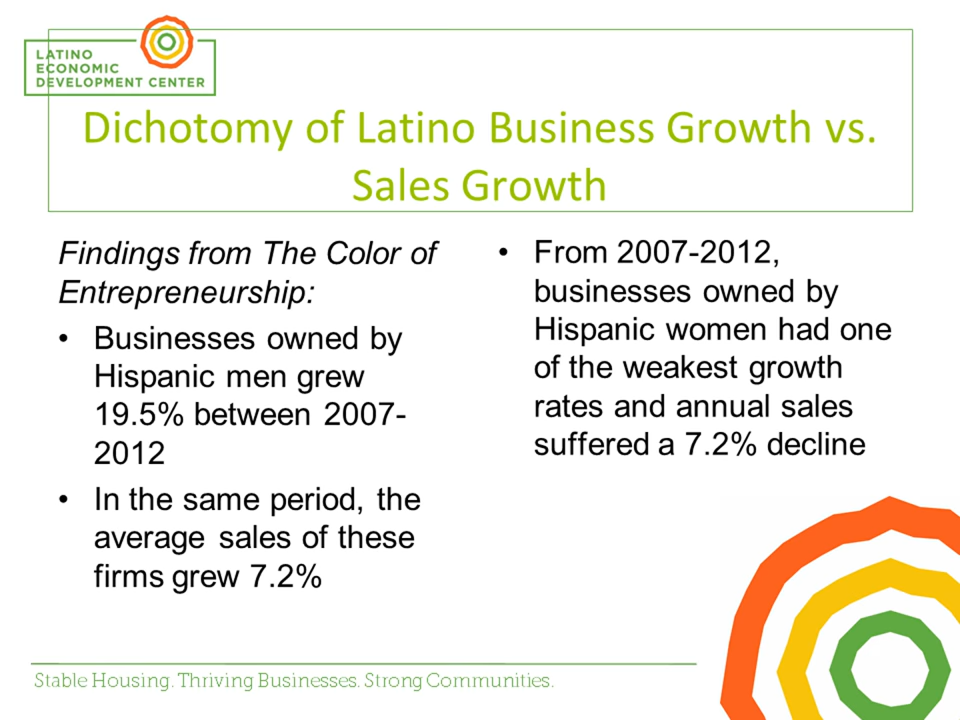 LATINO
ECONOMIC
DEVELOPMENT CENTER
Dichotomy of Latino Business Growth vs.
Sales Growth
Findings from The Color of
Entrepreneurship:
• Businesses owned by
Hispanic men grew
19.5% between 2007-
2012
• In the same period, the
average sales of these
firms grew 7.2%
• From 2007-2012,
businesses owned by
Hispanic women had one
of the weakest growth
rates and annual sales
suffered a 7.2% decline
Stable Housing. Thriving Businesses. Strong Communities.